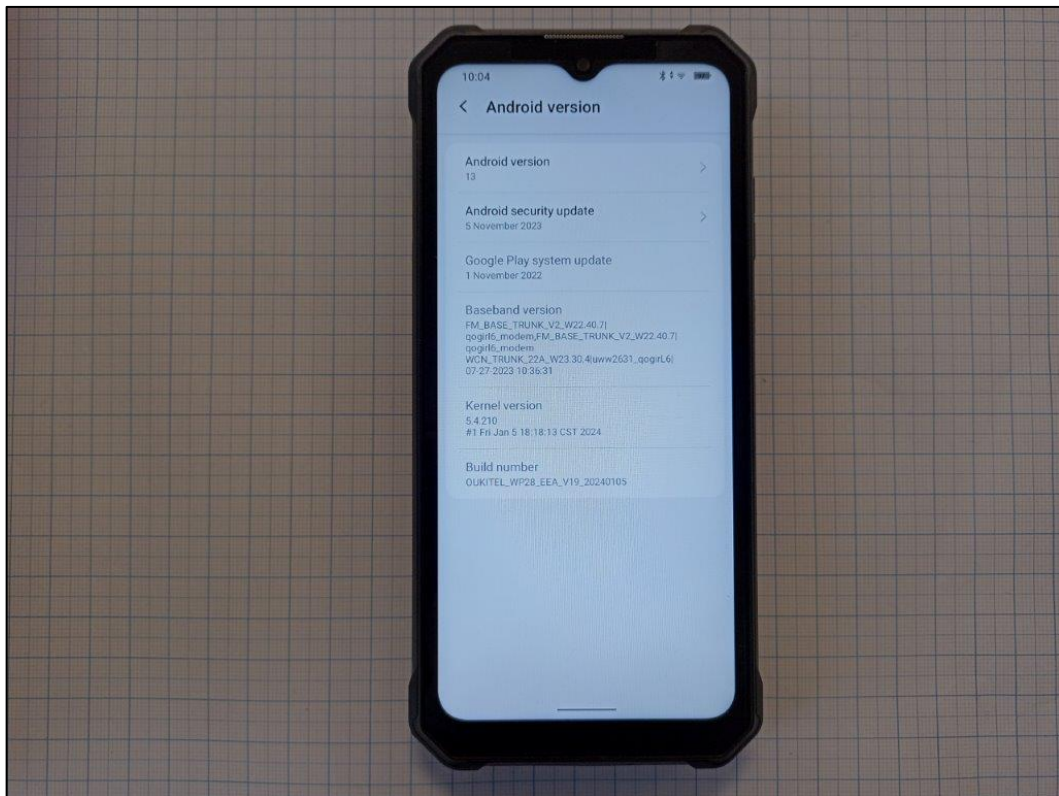 10:04
Android version
Android version
13
Android security update
5 November 2023
Google Play system update
1 November 2022
Baseband version
FM_BASE_TRUNK_V2_W22.40.7|
qogirl6_modem,FM_BASE_TRUNK_V2_W22.40.7|
qogirl6_modem
WCN_TRUNK_22A_W23.30.4|uww2631_qogirL6|
07-27-2023 10:36:31
Kernel version
5.4.210
#1 Fri Jan 5 18:18:13 CST 2024
Build number
OUKITEL_WP28_EEA_V19_20240105